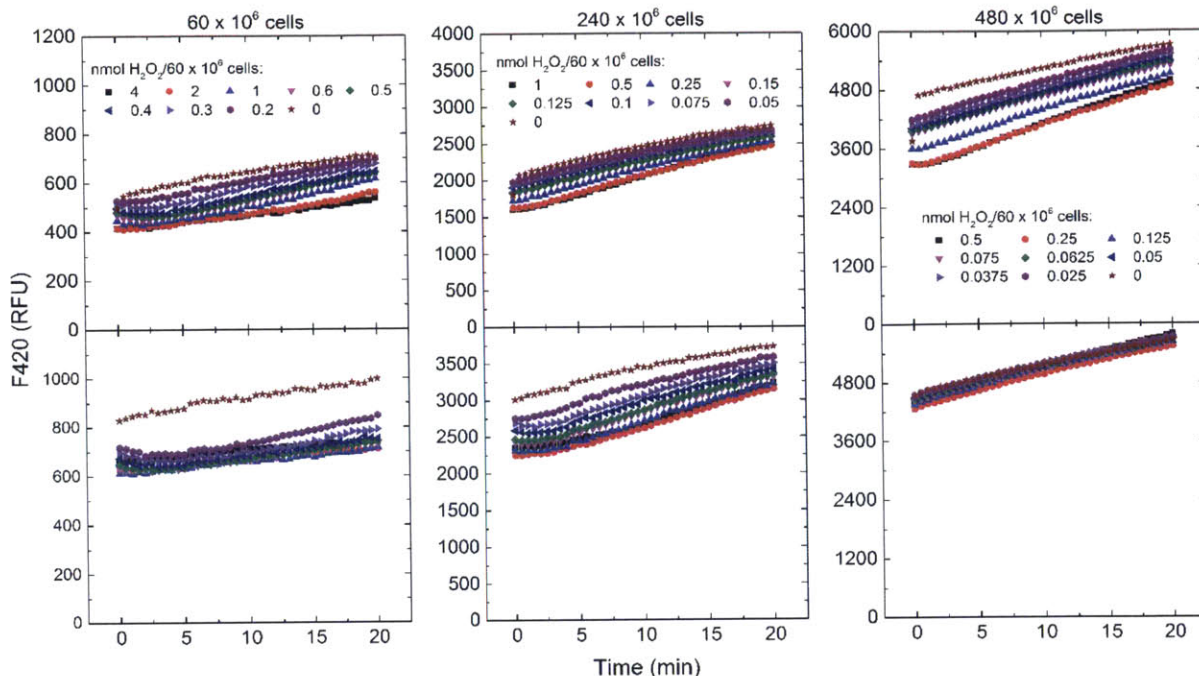 60 x 10⁶ cells
240 x 10⁶ cells
480 x 10⁶ cells
1200
1000
800
600
400
200
0
nmol H₂O₂/60 x 10⁶ cells:
4 2 1 0.6 0.5
0.4 0.3 0.2 0
4000
3500
3000
2500
2000
1500
1000
500
0
nmol H₂O₂/60 x 10⁶ cells:
1 0.5 0.25 0.15
0.125 0.1 0.075 0.05
0
6000
4800
3600
2400
1200
0
nmol H₂O₂/60 x 10⁶ cells:
0.5 0.25 0.125
0.075 0.0625 0.05
0.0375 0.025 0
F420 (RFU)
1000
800
600
400
200
0
3500
3000
2500
2000
1500
1000
500
0
4800
3600
2400
1200
0
0 5 10 15 20
0 5 10 15 20
0 5 10 15 20
Time (min)